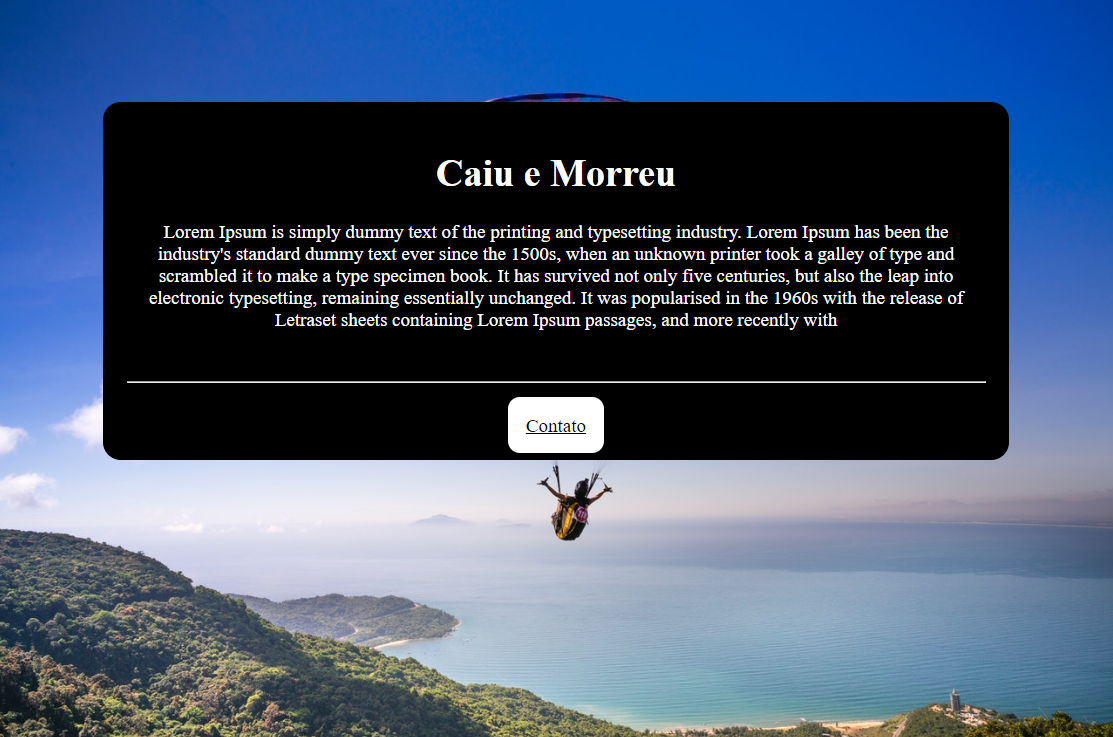 Caiu e Morreu
Lorem Ipsum is simply dummy text of the printing and typesetting industry. Lorem Ipsum has been the
industry's standard dummy text ever since the 1500s, when an unknown printer took a galley of type and
scrambled it to make a type specimen book. It has survived not only five centuries, but also the leap into
electronic typesetting, remaining essentially unchanged. It was popularised in the 1960s with the release of
Letraset sheets containing Lorem Ipsum passages, and more recently with
Contato